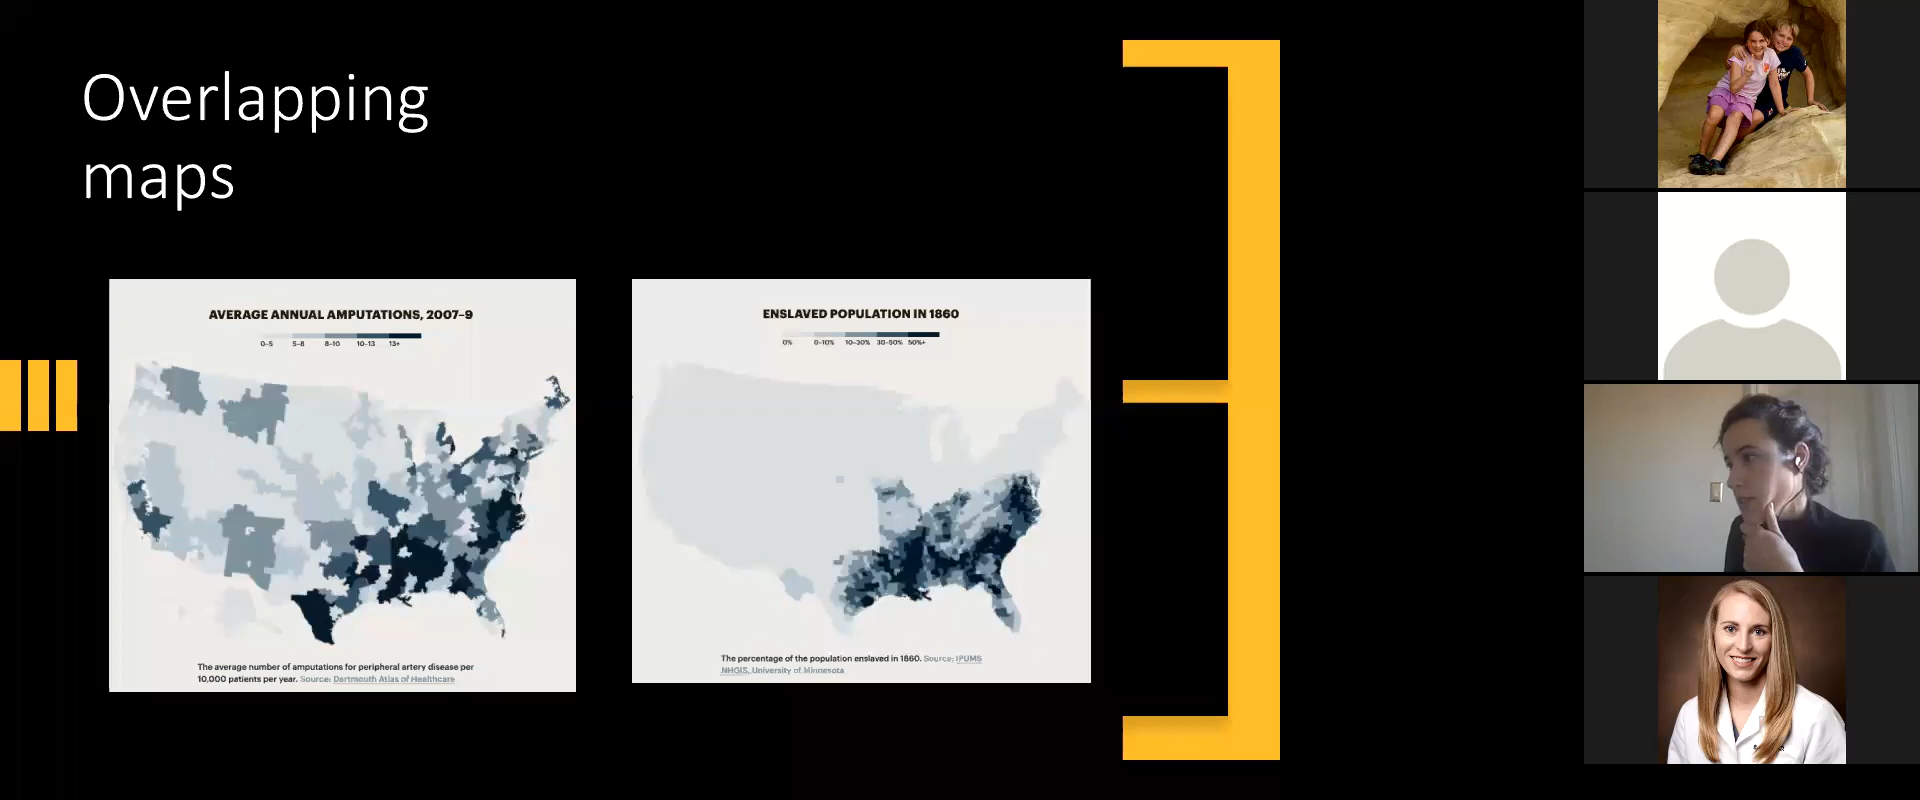 Overlapping
maps
AVERAGE ANNUAL AMPUTATIONS, 2007–9
0-5 5-8 8-10 10-13 13+
The average number of amputations for peripheral artery disease per
10,000 patients per year. Source: Dartmouth Atlas of Healthcare
ENSLAVED POPULATION IN 1860
0% 0-10% 10-30% 30-50% 50%+
The percentage of the population enslaved in 1860. Source: IPUMS
NHGIS, University of Minnesota